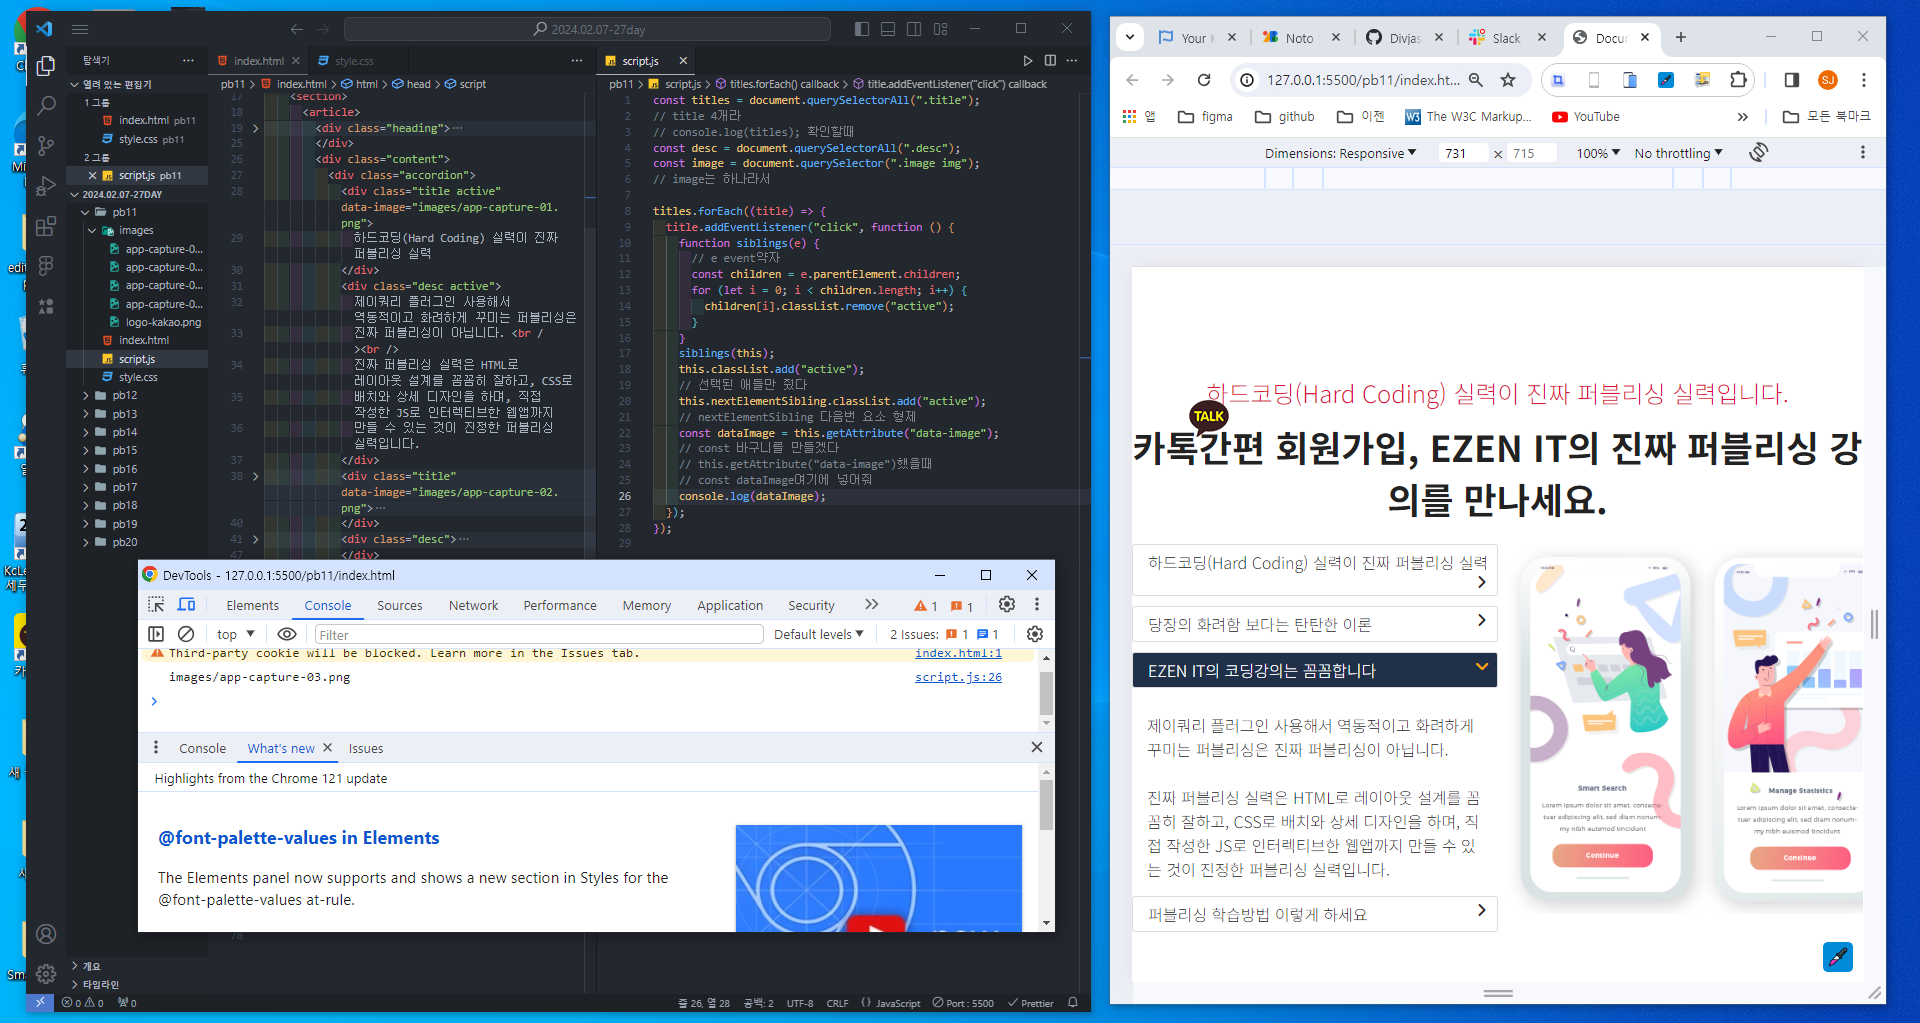 2024.02.07-27day
탐색기
열려 있는 편집기
1 그룹
index.html pb11
style.css pb11
2 그룹
script.js pb11
2024.02.07-27DAY
pb11
images
app-capture-0...
app-capture-0...
app-capture-0...
app-capture-0...
logo-kakao.png
index.html
script.js
style.css
pb12
pb13
pb14
pb15
pb16
pb17
pb18
pb19
pb20
개요
타임라인
index.html
style.css
pb11 > index.html > html > head > script
17 <section>
18 <article>
19 <div class="heading">…
25 </div>
26 <div class="content">
27 <div class="accordion">
28 <div class="title active"
data-image="images/app-capture-01.
png">
29 하드코딩(Hard Coding) 실력이 진짜
퍼블리싱 실력
30 </div>
31 <div class="desc active">
32 제이쿼리 플러그인 사용해서
역동적이고 화려하게 꾸미는 퍼블리싱은
33 진짜 퍼블리싱이 아닙니다. <br /
><br />
34 진짜 퍼블리싱 실력은 HTML로
레이아웃 설계를 꼼꼼히 잘하고, CSS로
35 배치와 상세 디자인을 하며, 직접
작성한 JS로 인터렉티브한 웹앱까지
36 만들 수 있는 것이 진정한 퍼블리싱
실력입니다.
37 </div>
38 <div class="title"
data-image="images/app-capture-02.
png">…
40 </div>
41 <div class="desc">…
47 </div>
78
script.js
pb11 > script.js > titles.forEach() callback > title.addEventListener("click") callback
1 const titles = document.querySelectorAll(".title");
2 // title 4개라
3 // console.log(titles); 확인할때
4 const desc = document.querySelectorAll(".desc");
5 const image = document.querySelector(".image img");
6 // image는 하나라서
7
8 titles.forEach((title) => {
9 title.addEventListener("click", function () {
10 function siblings(e) {
11 // e event약자
12 const children = e.parentElement.children;
13 for (let i = 0; i < children.length; i++) {
14 children[i].classList.remove("active");
15 }
16 }
17 siblings(this);
18 this.classList.add("active");
19 // 선택된 애들만 줬다
20 this.nextElementSibling.classList.add("active");
21 // nextElementSibling 다음번 요소 형제
22 const dataImage = this.getAttribute("data-image");
23 // const 바구니를 만들겠다
24 // this.getAttribute("data-image")했을때
25 // const dataImage여기에 넣어줘
26 console.log(dataImage);
27 });
28 });
29
DevTools - 127.0.0.1:5500/pb11/index.html
Elements Console Sources Network Performance Memory Application Security 1 1
top Filter Default levels 2 Issues: 1 1
Third-party cookie will be blocked. Learn more in the Issues tab. index.html:1
images/app-capture-03.png script.js:26
Console What's new Issues
Highlights from the Chrome 121 update
@font-palette-values in Elements
The Elements panel now supports and shows a new section in Styles for the
@font-palette-values at-rule.
0 0 0
줄 26, 열 28 공백: 2 UTF-8 CRLF {} JavaScript Port : 5500 Prettier
Your Noto Divjas Slack Docur
127.0.0.1:5500/pb11/index.ht...
SJ
앱 figma github 이젠 The W3C Markup... YouTube 모든 북마크
Dimensions: Responsive 731 × 715 100% No throttling
하드코딩(Hard Coding) 실력이 진짜 퍼블리싱 실력입니다.
TALK
카톡간편 회원가입, EZEN IT의 진짜 퍼블리싱 강
의를 만나세요.
하드코딩(Hard Coding) 실력이 진짜 퍼블리싱 실력
당장의 화려함 보다는 탄탄한 이론
EZEN IT의 코딩강의는 꼼꼼합니다
제이쿼리 플러그인 사용해서 역동적이고 화려하게
꾸미는 퍼블리싱은 진짜 퍼블리싱이 아닙니다.
진짜 퍼블리싱 실력은 HTML로 레이아웃 설계를 꼼
꼼히 잘하고, CSS로 배치와 상세 디자인을 하며, 직
접 작성한 JS로 인터렉티브한 웹앱까지 만들 수 있
는 것이 진정한 퍼블리싱 실력입니다.
퍼블리싱 학습방법 이렇게 하세요
Smart Search
Lorem ipsum dolor sit amet, consecte-
tuer adipiscing elit, sed diam nonum-
my nibh euismod tincidunt
Continue
Manage Statistics
Lorem ipsum dolor sit amet, consecte-
tuer adipiscing elit, sed diam nonum-
my nibh euismod tincidunt
Continue